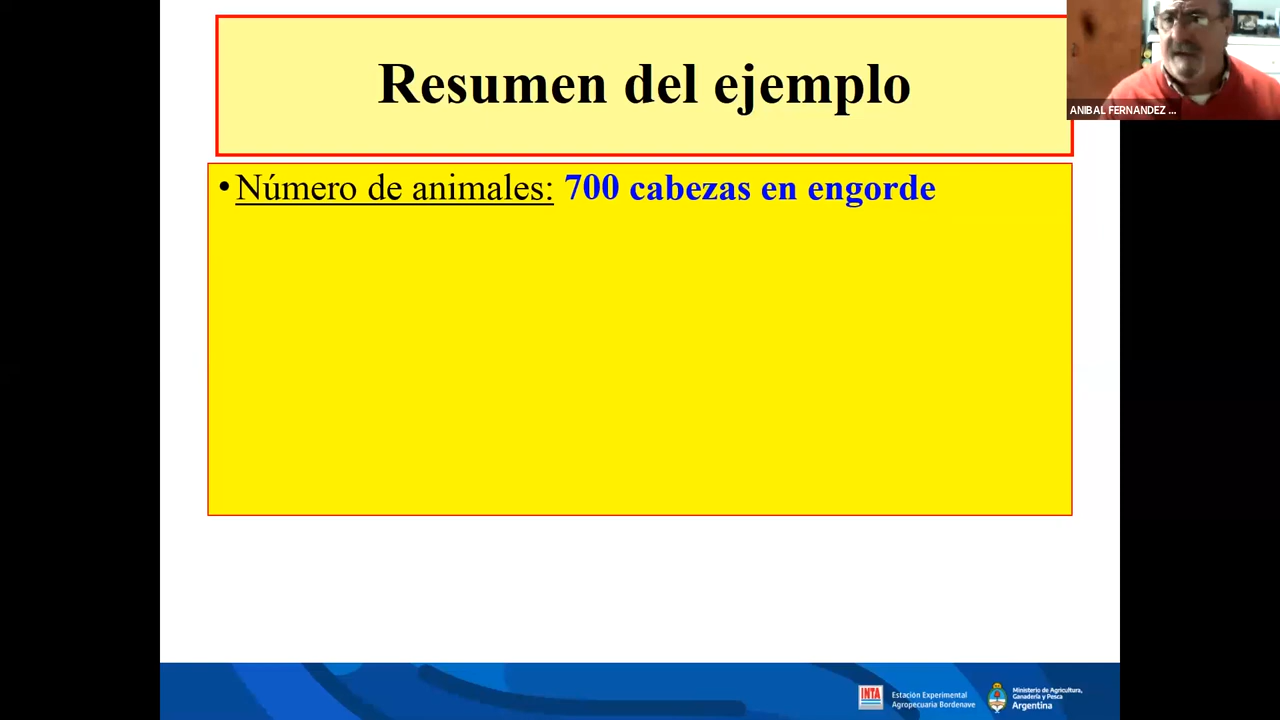 Resumen del ejemplo
ANIBAL FERNANDEZ ...
• Número de animales: 700 cabezas en engorde
INTA
Estación Experimental
Agropecuaria Bordenave
Ministerio de Agricultura,
Ganadería y Pesca
Argentina